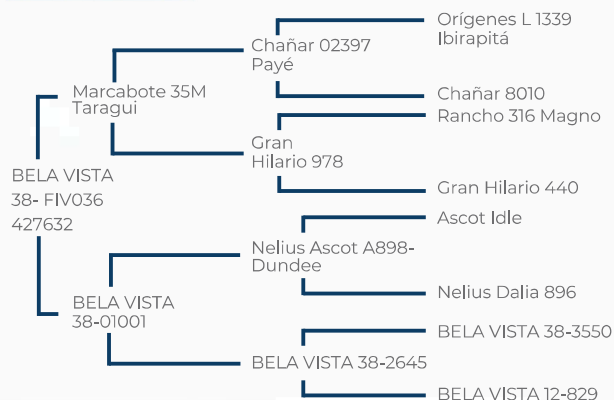 Orígenes L 1339
Ibirapitá
Chañar 02397
Payé
Chañar 8010
Marcabote 35M
Taragui
Rancho 316 Magno
Gran
Hilario 978
Gran Hilario 440
BELA VISTA
38- FIV036
427632
Ascot Idle
Nelius Ascot A898-
Dundee
Nelius Dalia 896
BELA VISTA
38-01001
BELA VISTA 38-3550
BELA VISTA 38-2645
BELA VISTA 12-829